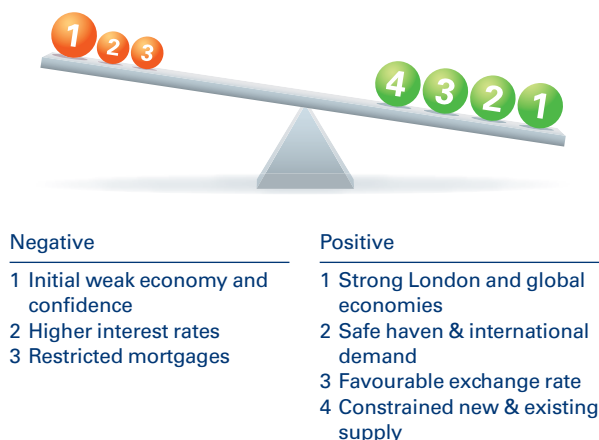 1 2 3
4 3 2 1
Negative
1 Initial weak economy and
confidence
2 Higher interest rates
3 Restricted mortgages
Positive
1 Strong London and global
economies
2 Safe haven & international
demand
3 Favourable exchange rate
4 Constrained new & existing
supply